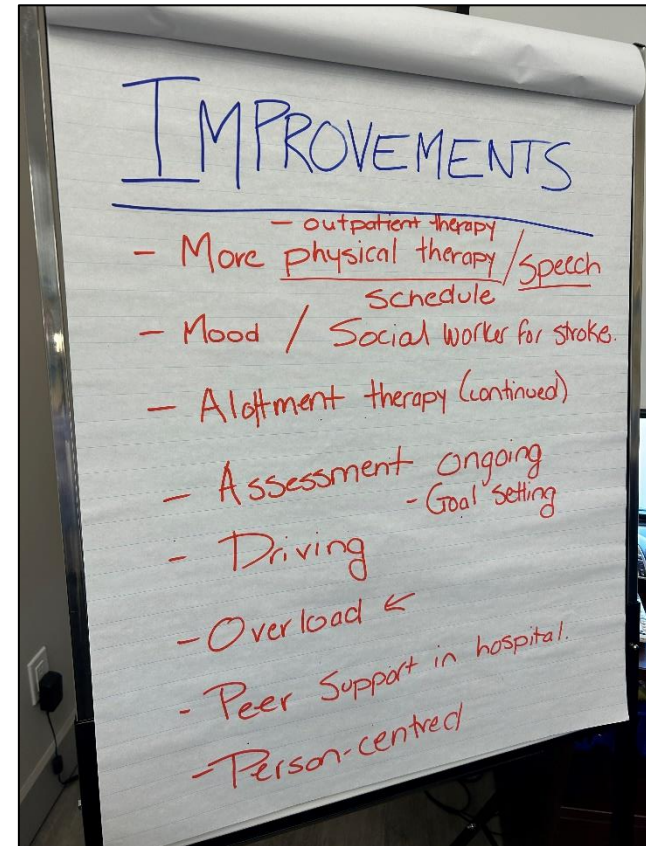 IMPROVEMENTS
- outpatient therapy
- More physical therapy / Speech
schedule
- Mood / Social worker for stroke.
- Alottment therapy (continued)
- Assessment ongoing
- Goal setting
- Driving
- Overload ←
- Peer Support in hospital.
- Person-centred